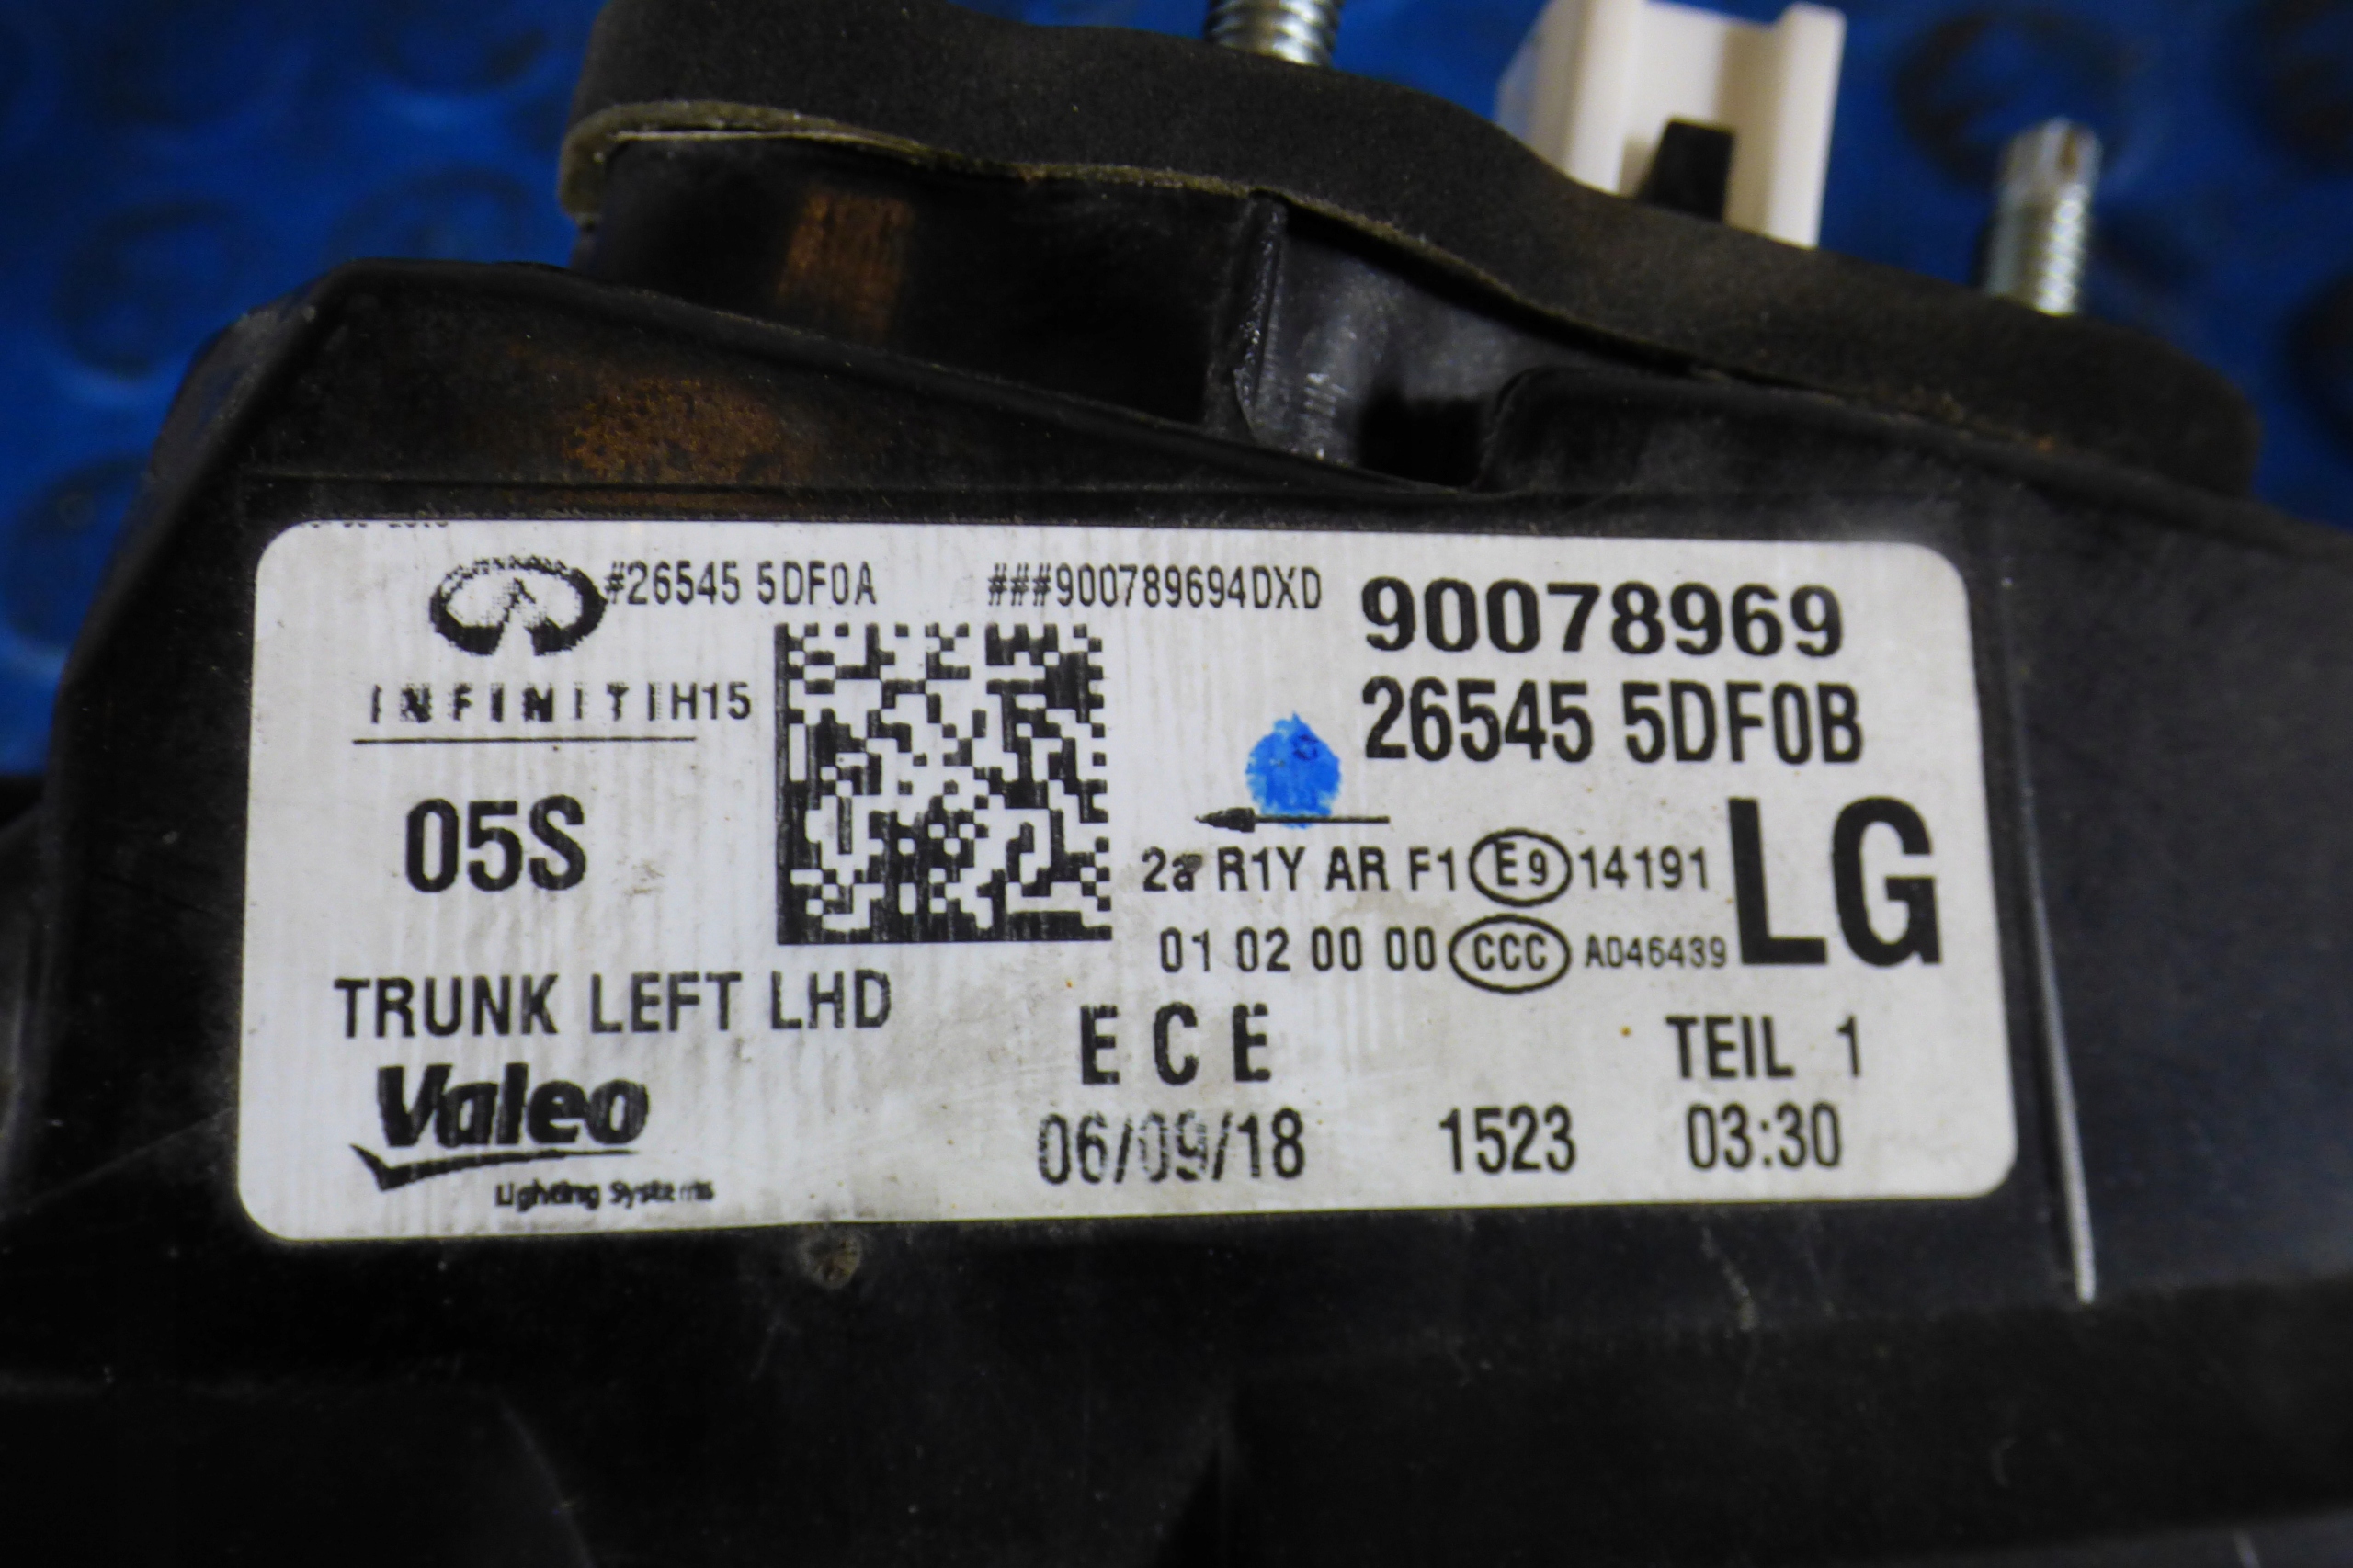 #26545 5DF0A ###900789694DXD 90078969
INFINITI H15 26545 5DF0B
05S LG
2a R1Y AR F1 E9 14191
01 02 00 00 CCC A046439
TRUNK LEFT LHD ECE TEIL 1
Valeo 06/09/18 1523 03:30
Lighting Systems